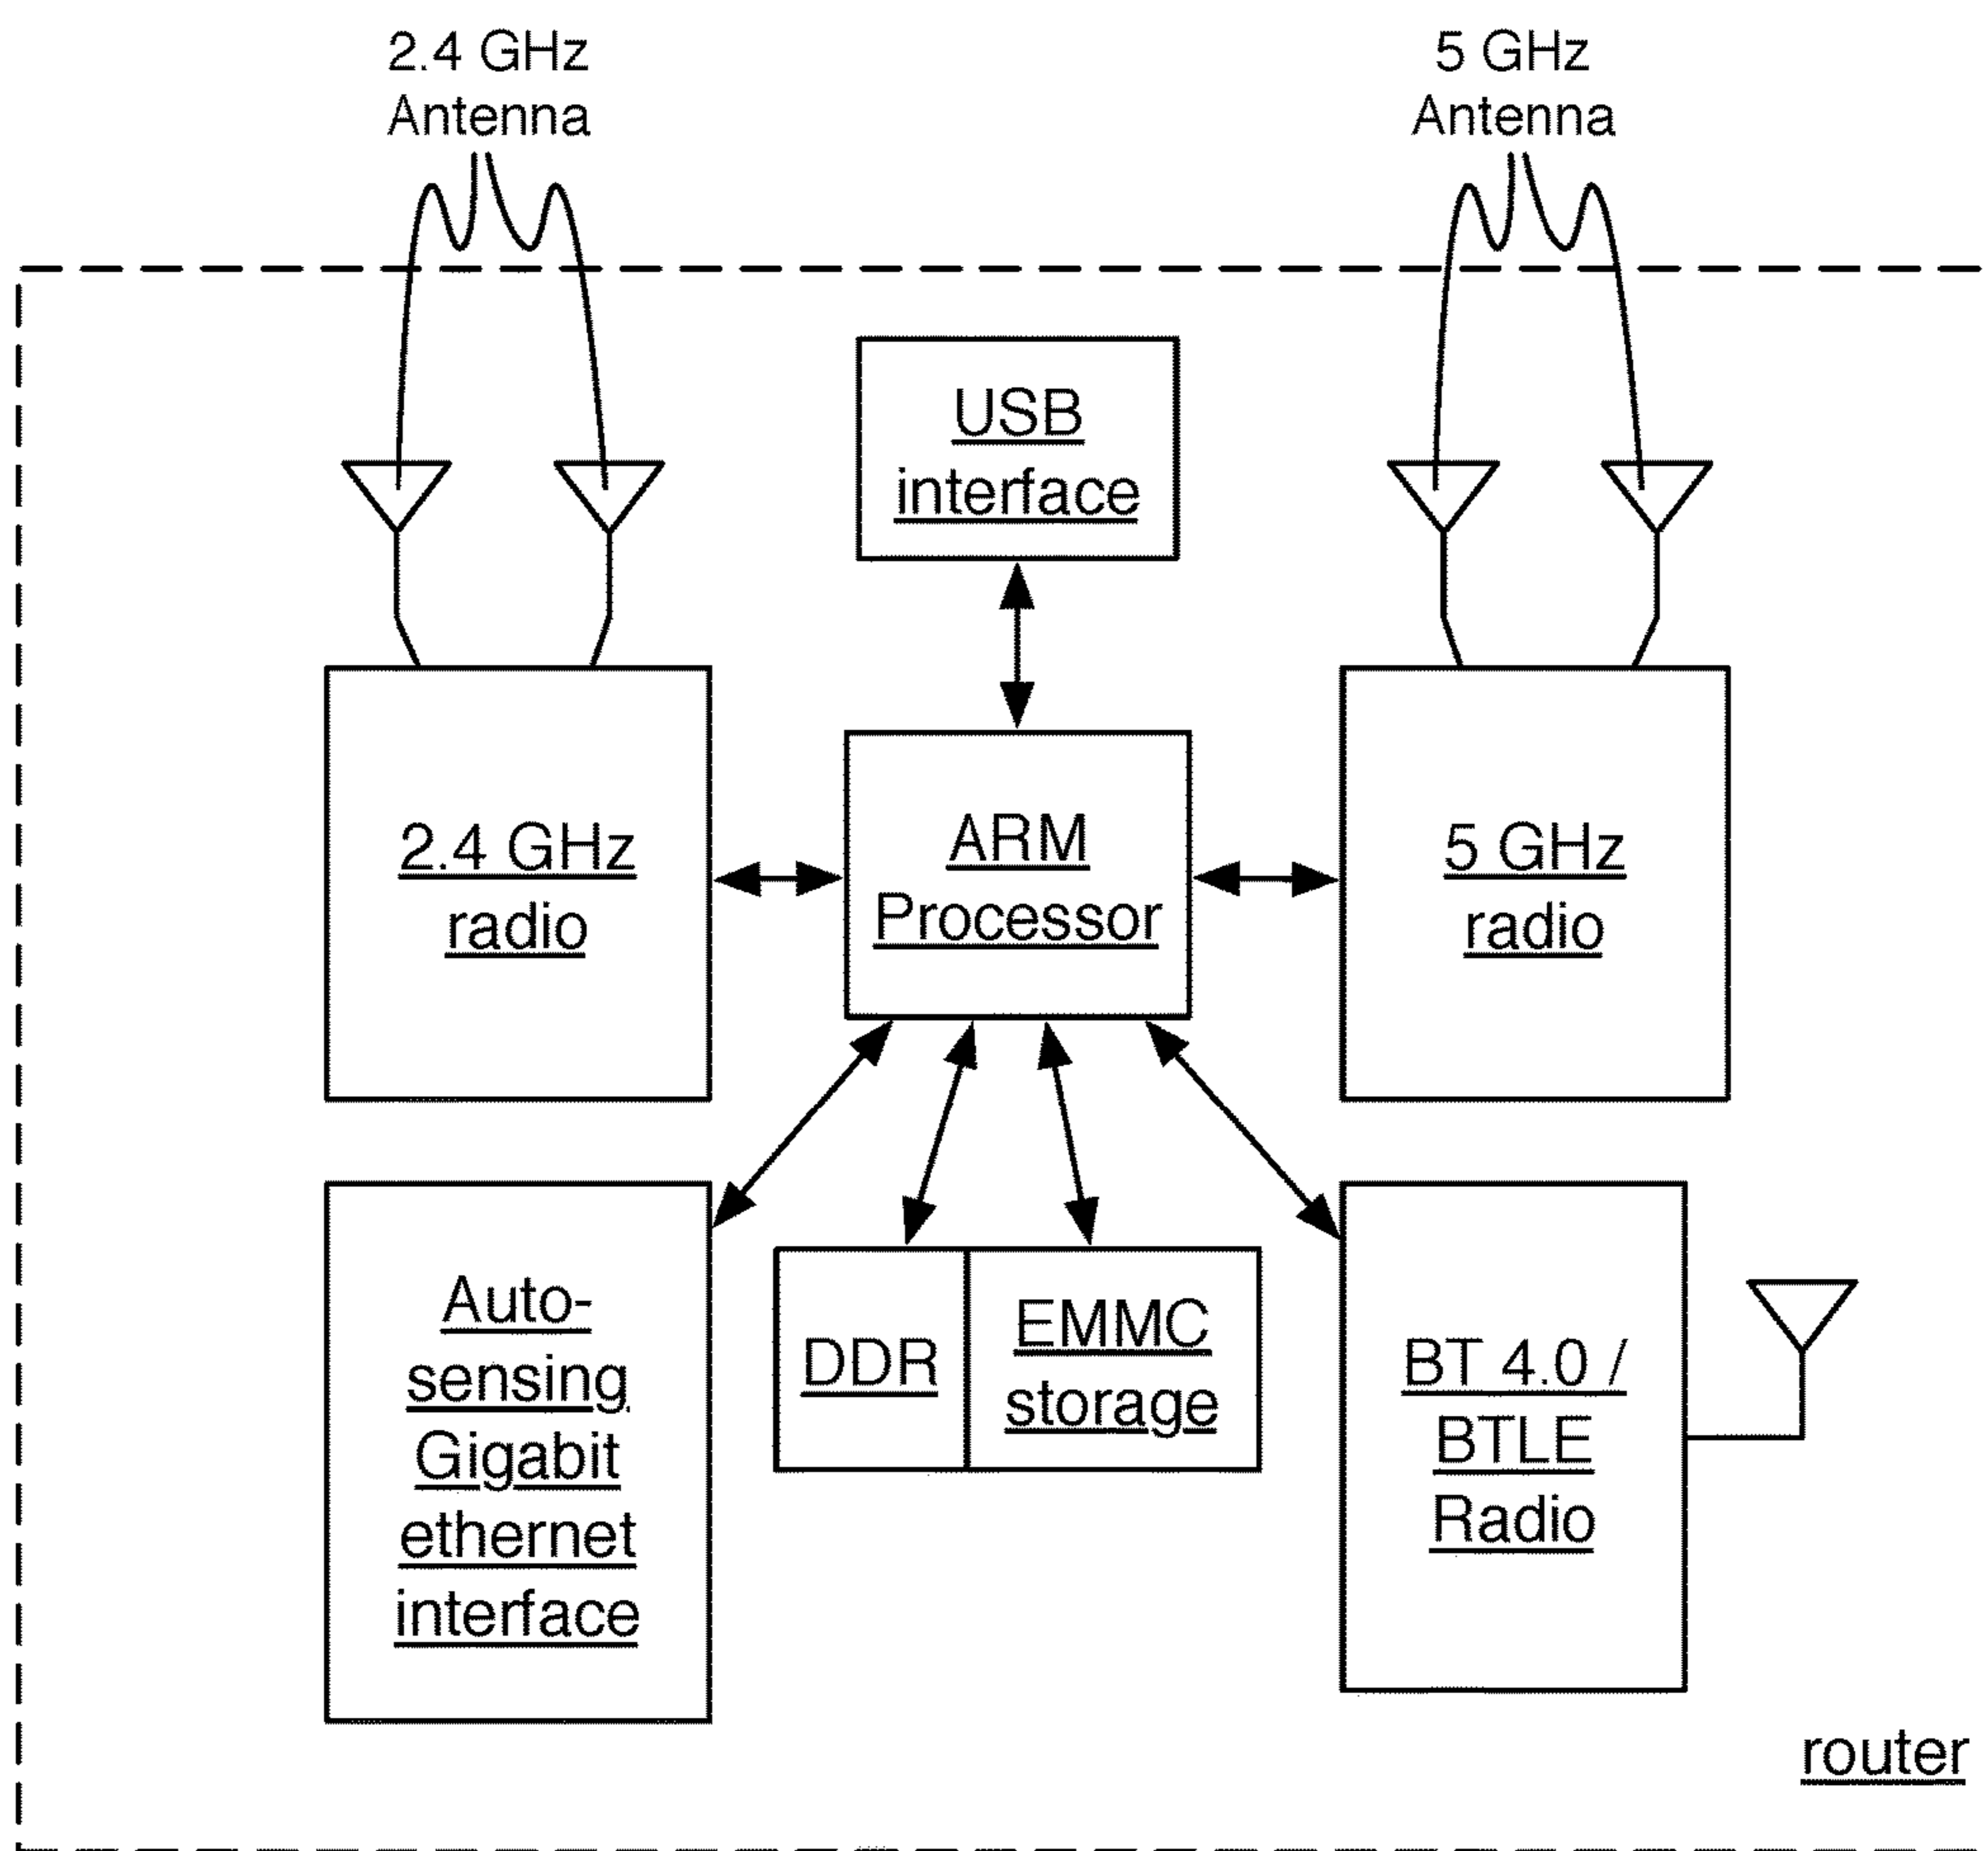 2.4 GHz
Antenna
5 GHz
Antenna
USB
interface
2.4 GHz
radio
ARM
Processor
5 GHz
radio
Auto-
sensing
Gigabit
ethernet
interface
DDR
EMMC
storage
BT 4.0 /
BTLE
Radio
router